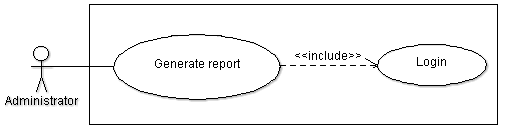 <<include>>
Generate report
Login
Administrator